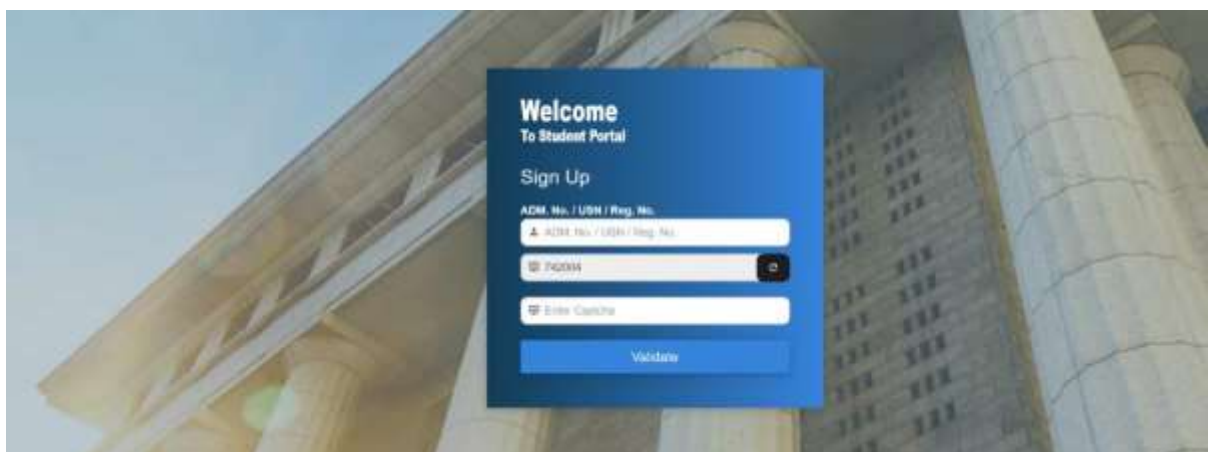 Welcome
To Student Portal
Sign Up
ADM. No. / USN / Reg. No.
ADM. No. / USN / Reg. No.
742004
Enter Captcha
Validate